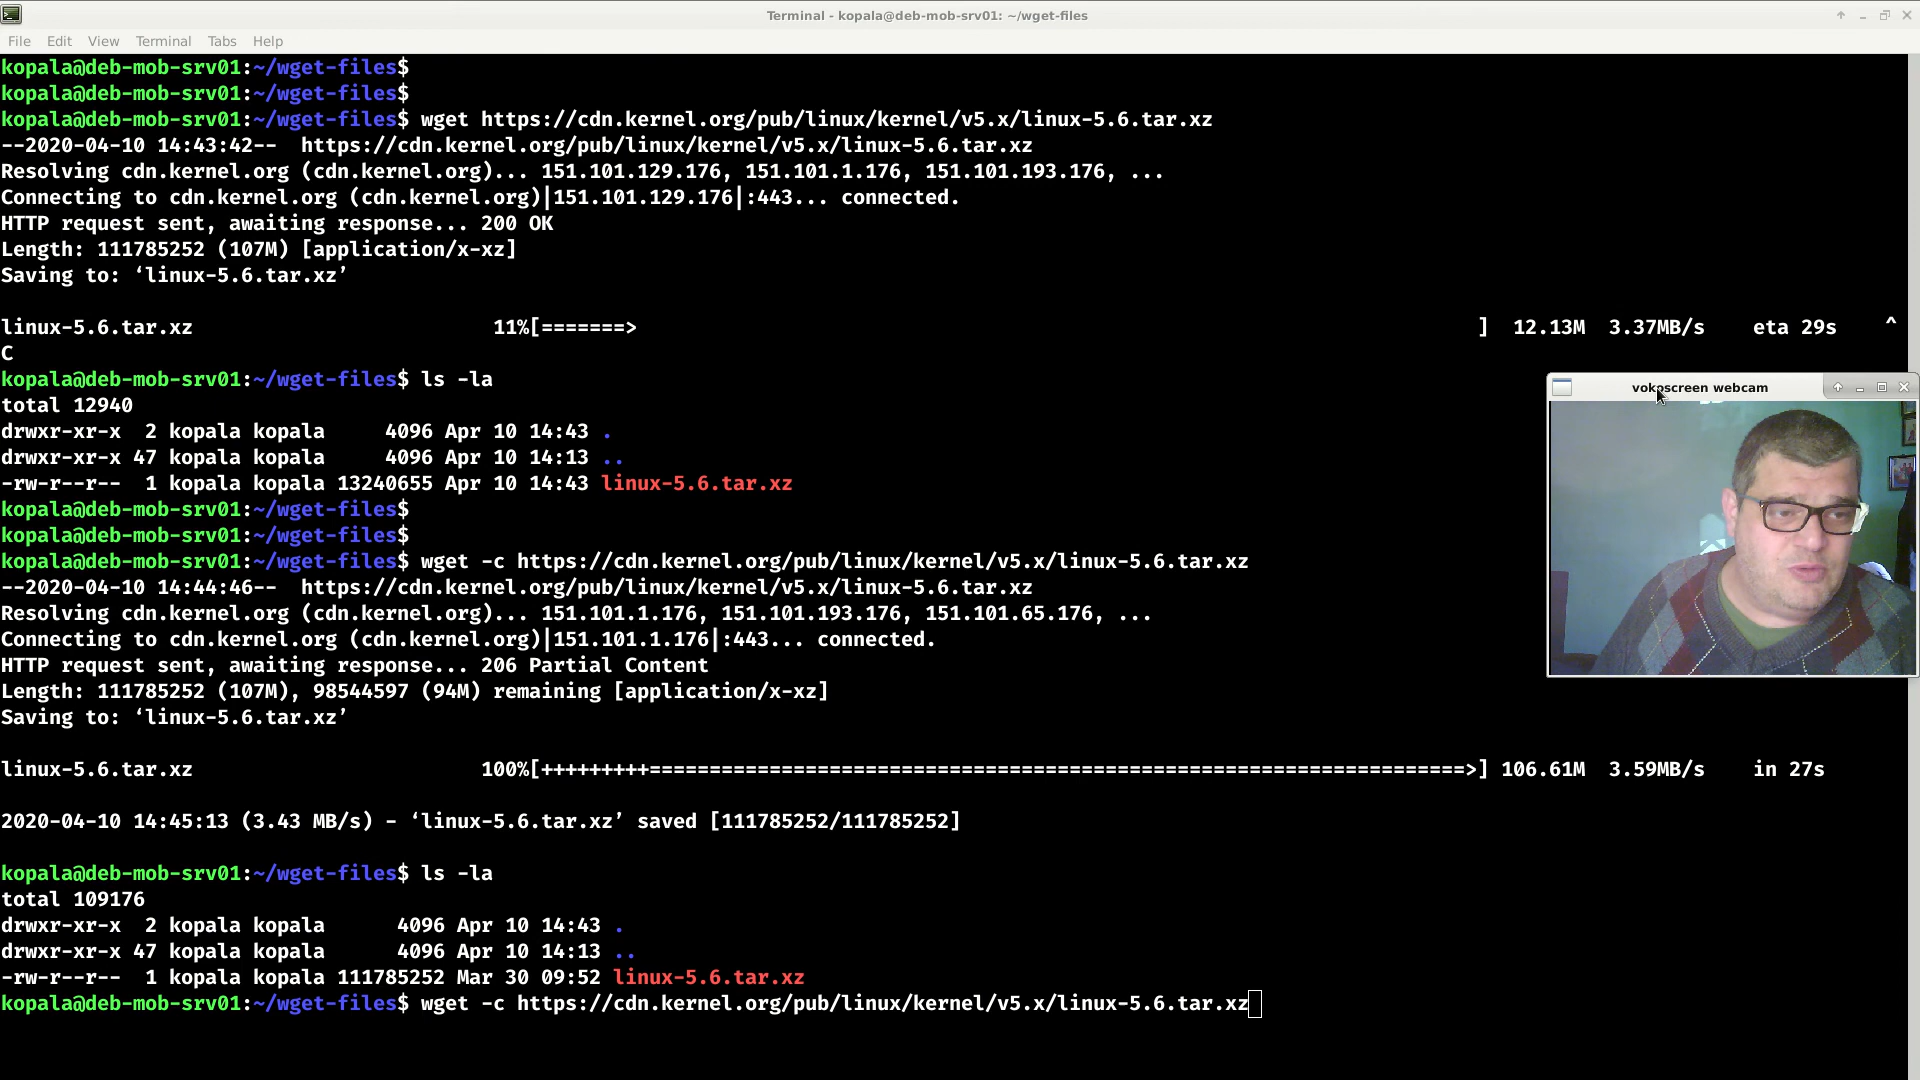 Terminal - kopala@deb-mob-srv01: ~/wget-files
File Edit View Terminal Tabs Help
kopala@deb-mob-srv01:~/wget-files$
kopala@deb-mob-srv01:~/wget-files$
kopala@deb-mob-srv01:~/wget-files$ wget https://cdn.kernel.org/pub/linux/kernel/v5.x/linux-5.6.tar.xz
--2020-04-10 14:43:42--  https://cdn.kernel.org/pub/linux/kernel/v5.x/linux-5.6.tar.xz
Resolving cdn.kernel.org (cdn.kernel.org)... 151.101.129.176, 151.101.1.176, 151.101.193.176, ...
Connecting to cdn.kernel.org (cdn.kernel.org)|151.101.129.176|:443... connected.
HTTP request sent, awaiting response... 200 OK
Length: 111785252 (107M) [application/x-xz]
Saving to: ‘linux-5.6.tar.xz’
linux-5.6.tar.xz 11%[=======> ] 12.13M 3.37MB/s eta 29s ^
C
kopala@deb-mob-srv01:~/wget-files$ ls -la
total 12940
drwxr-xr-x  2 kopala kopala     4096 Apr 10 14:43 .
drwxr-xr-x 47 kopala kopala     4096 Apr 10 14:13 ..
-rw-r--r--  1 kopala kopala 13240655 Apr 10 14:43 linux-5.6.tar.xz
kopala@deb-mob-srv01:~/wget-files$
kopala@deb-mob-srv01:~/wget-files$
kopala@deb-mob-srv01:~/wget-files$ wget -c https://cdn.kernel.org/pub/linux/kernel/v5.x/linux-5.6.tar.xz
--2020-04-10 14:44:46--  https://cdn.kernel.org/pub/linux/kernel/v5.x/linux-5.6.tar.xz
Resolving cdn.kernel.org (cdn.kernel.org)... 151.101.1.176, 151.101.193.176, 151.101.65.176, ...
Connecting to cdn.kernel.org (cdn.kernel.org)|151.101.1.176|:443... connected.
HTTP request sent, awaiting response... 206 Partial Content
Length: 111785252 (107M), 98544597 (94M) remaining [application/x-xz]
Saving to: ‘linux-5.6.tar.xz’
linux-5.6.tar.xz 100%[+++++++++====================================================================>] 106.61M 3.59MB/s in 27s
2020-04-10 14:45:13 (3.43 MB/s) - ‘linux-5.6.tar.xz’ saved [111785252/111785252]
kopala@deb-mob-srv01:~/wget-files$ ls -la
total 109176
drwxr-xr-x  2 kopala kopala      4096 Apr 10 14:43 .
drwxr-xr-x 47 kopala kopala      4096 Apr 10 14:13 ..
-rw-r--r--  1 kopala kopala 111785252 Mar 30 09:52 linux-5.6.tar.xz
kopala@deb-mob-srv01:~/wget-files$ wget -c https://cdn.kernel.org/pub/linux/kernel/v5.x/linux-5.6.tar.xz
vokoscreen webcam